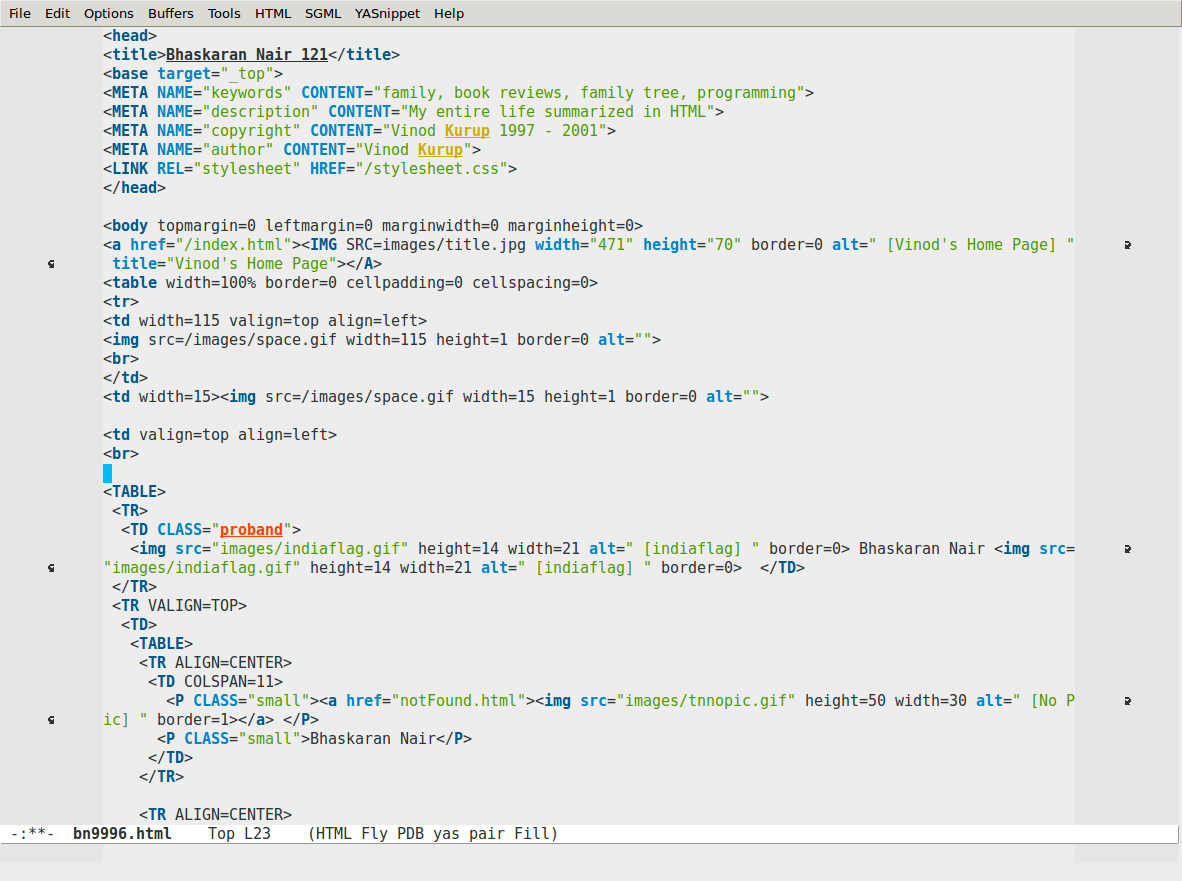 File Edit Options Buffers Tools HTML SGML YASnippet Help
<head>
<title>Bhaskaran Nair 121</title>
<base target="_top">
<META NAME="keywords" CONTENT="family, book reviews, family tree, programming">
<META NAME="description" CONTENT="My entire life summarized in HTML">
<META NAME="copyright" CONTENT="Vinod Kurup 1997 - 2001">
<META NAME="author" CONTENT="Vinod Kurup">
<LINK REL="stylesheet" HREF="/stylesheet.css">
</head>

<body topmargin=0 leftmargin=0 marginwidth=0 marginheight=0>
<a href="/index.html"><IMG SRC=images/title.jpg width="471" height="70" border=0 alt=" [Vinod's Home Page] "
 title="Vinod's Home Page"></A>
<table width=100% border=0 cellpadding=0 cellspacing=0>
<tr>
<td width=115 valign=top align=left>
<img src=/images/space.gif width=115 height=1 border=0 alt="">
<br>
</td>
<td width=15><img src=/images/space.gif width=15 height=1 border=0 alt="">

<td valign=top align=left>
<br>

<TABLE>
 <TR>
  <TD CLASS="proband">
   <img src="images/indiaflag.gif" height=14 width=21 alt=" [indiaflag] " border=0> Bhaskaran Nair <img src=
"images/indiaflag.gif" height=14 width=21 alt=" [indiaflag] " border=0>  </TD>
 </TR>
 <TR VALIGN=TOP>
  <TD>
   <TABLE>
    <TR ALIGN=CENTER>
     <TD COLSPAN=11>
       <P CLASS="small"><a href="notFound.html"><img src="images/tnnopic.gif" height=50 width=30 alt=" [No P
ic] " border=1></a> </P>
      <P CLASS="small">Bhaskaran Nair</P>
     </TD>
    </TR>

    <TR ALIGN=CENTER>
-:**-  bn9996.html    Top L23    (HTML Fly PDB yas pair Fill)